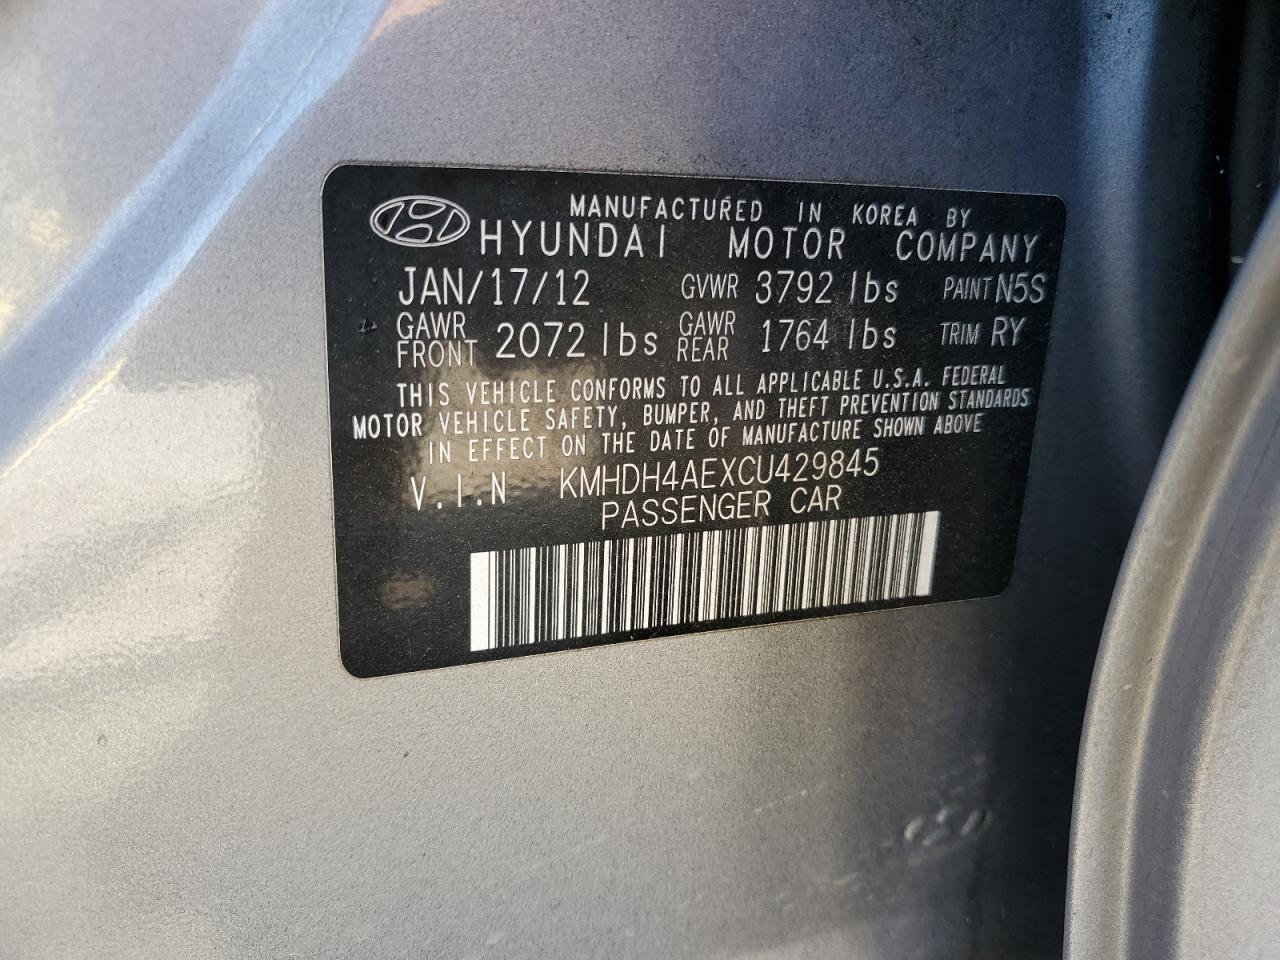 MANUFACTURED IN KOREA BY
HYUNDAI MOTOR COMPANY
JAN/17/12 GVWR 3792 lbs PAINT N5S
GAWR FRONT 2072 lbs GAWR REAR 1764 lbs TRIM RY
THIS VEHICLE CONFORMS TO ALL APPLICABLE U.S.A. FEDERAL
MOTOR VEHICLE SAFETY, BUMPER, AND THEFT PREVENTION STANDARDS
IN EFFECT ON THE DATE OF MANUFACTURE SHOWN ABOVE
V.I.N KMHDH4AEXCU429845
PASSENGER CAR